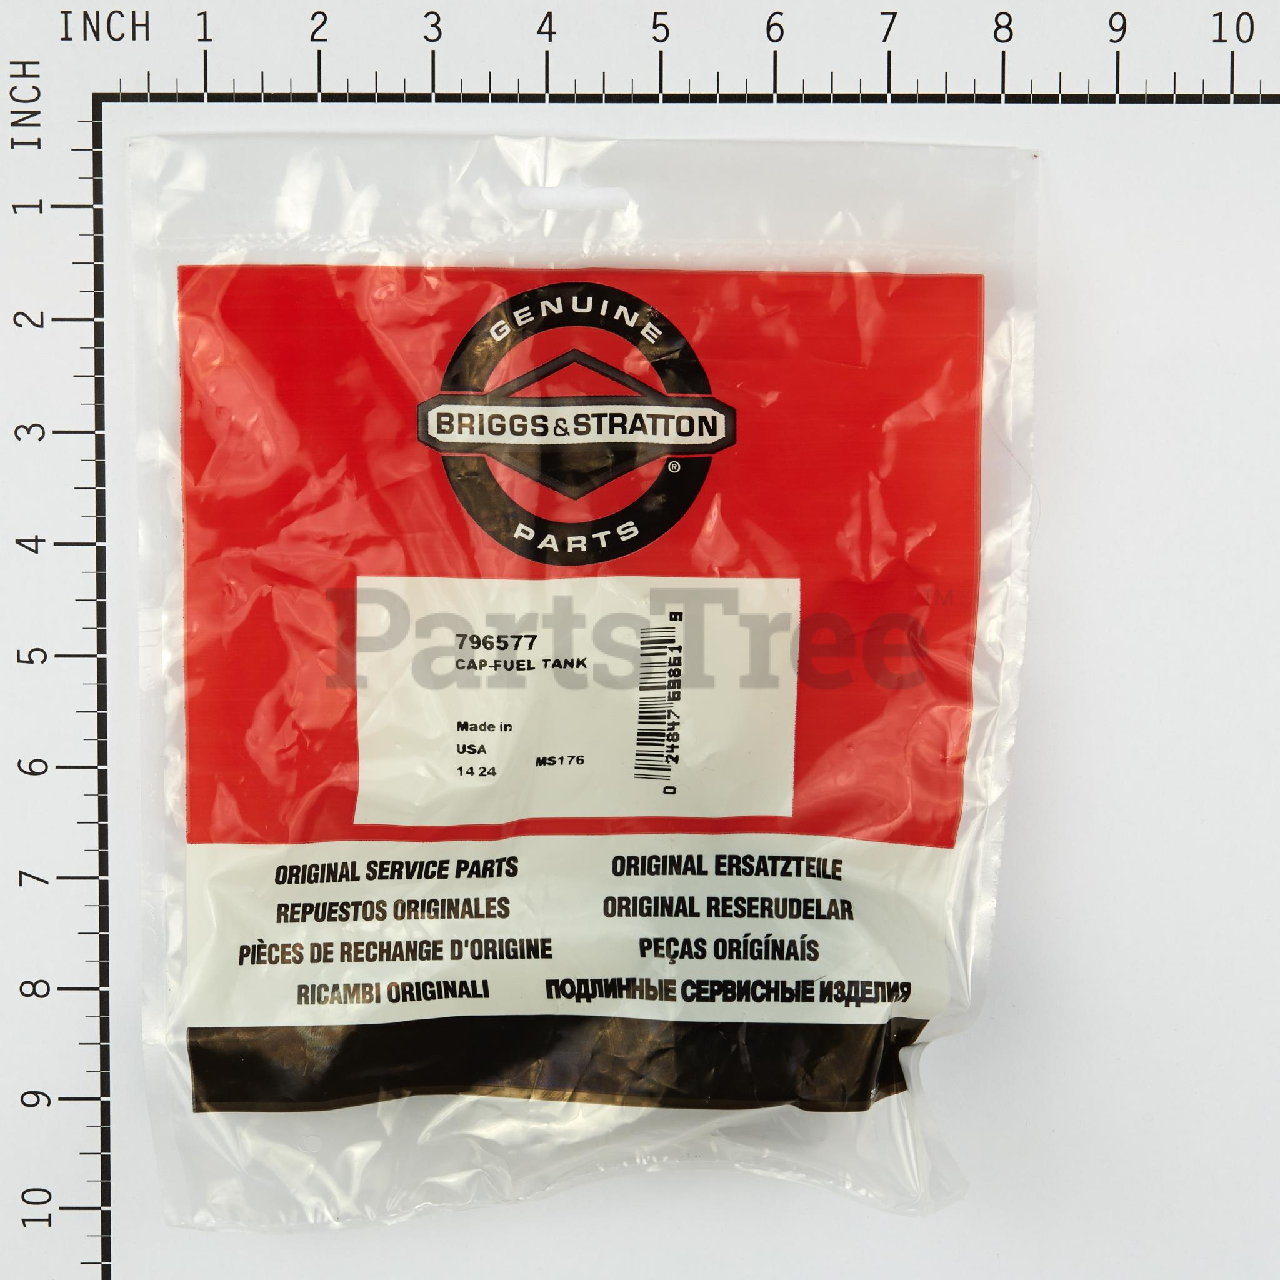 INCH 1 2 3 4 5 6 7 8 9 10
INCH 1 2 3 4 5 6 7 8 9 10
GENUINE
BRIGGS&STRATTON
®
PARTS
PartsTree™
796577
CAP-FUEL TANK
Made in
USA
14 24 MS176
0 24847 69861 9
ORIGINAL SERVICE PARTS ORIGINAL ERSATZTEILE
REPUESTOS ORIGINALES ORIGINAL RESERUDELAR
PIÈCES DE RECHANGE D'ORIGINE PEÇAS ORÍGÍNAÍS
RICAMBI ORIGINALI ПОДЛИННЫЕ СЕРВИСНЫЕ ИЗДЕЛИЯ